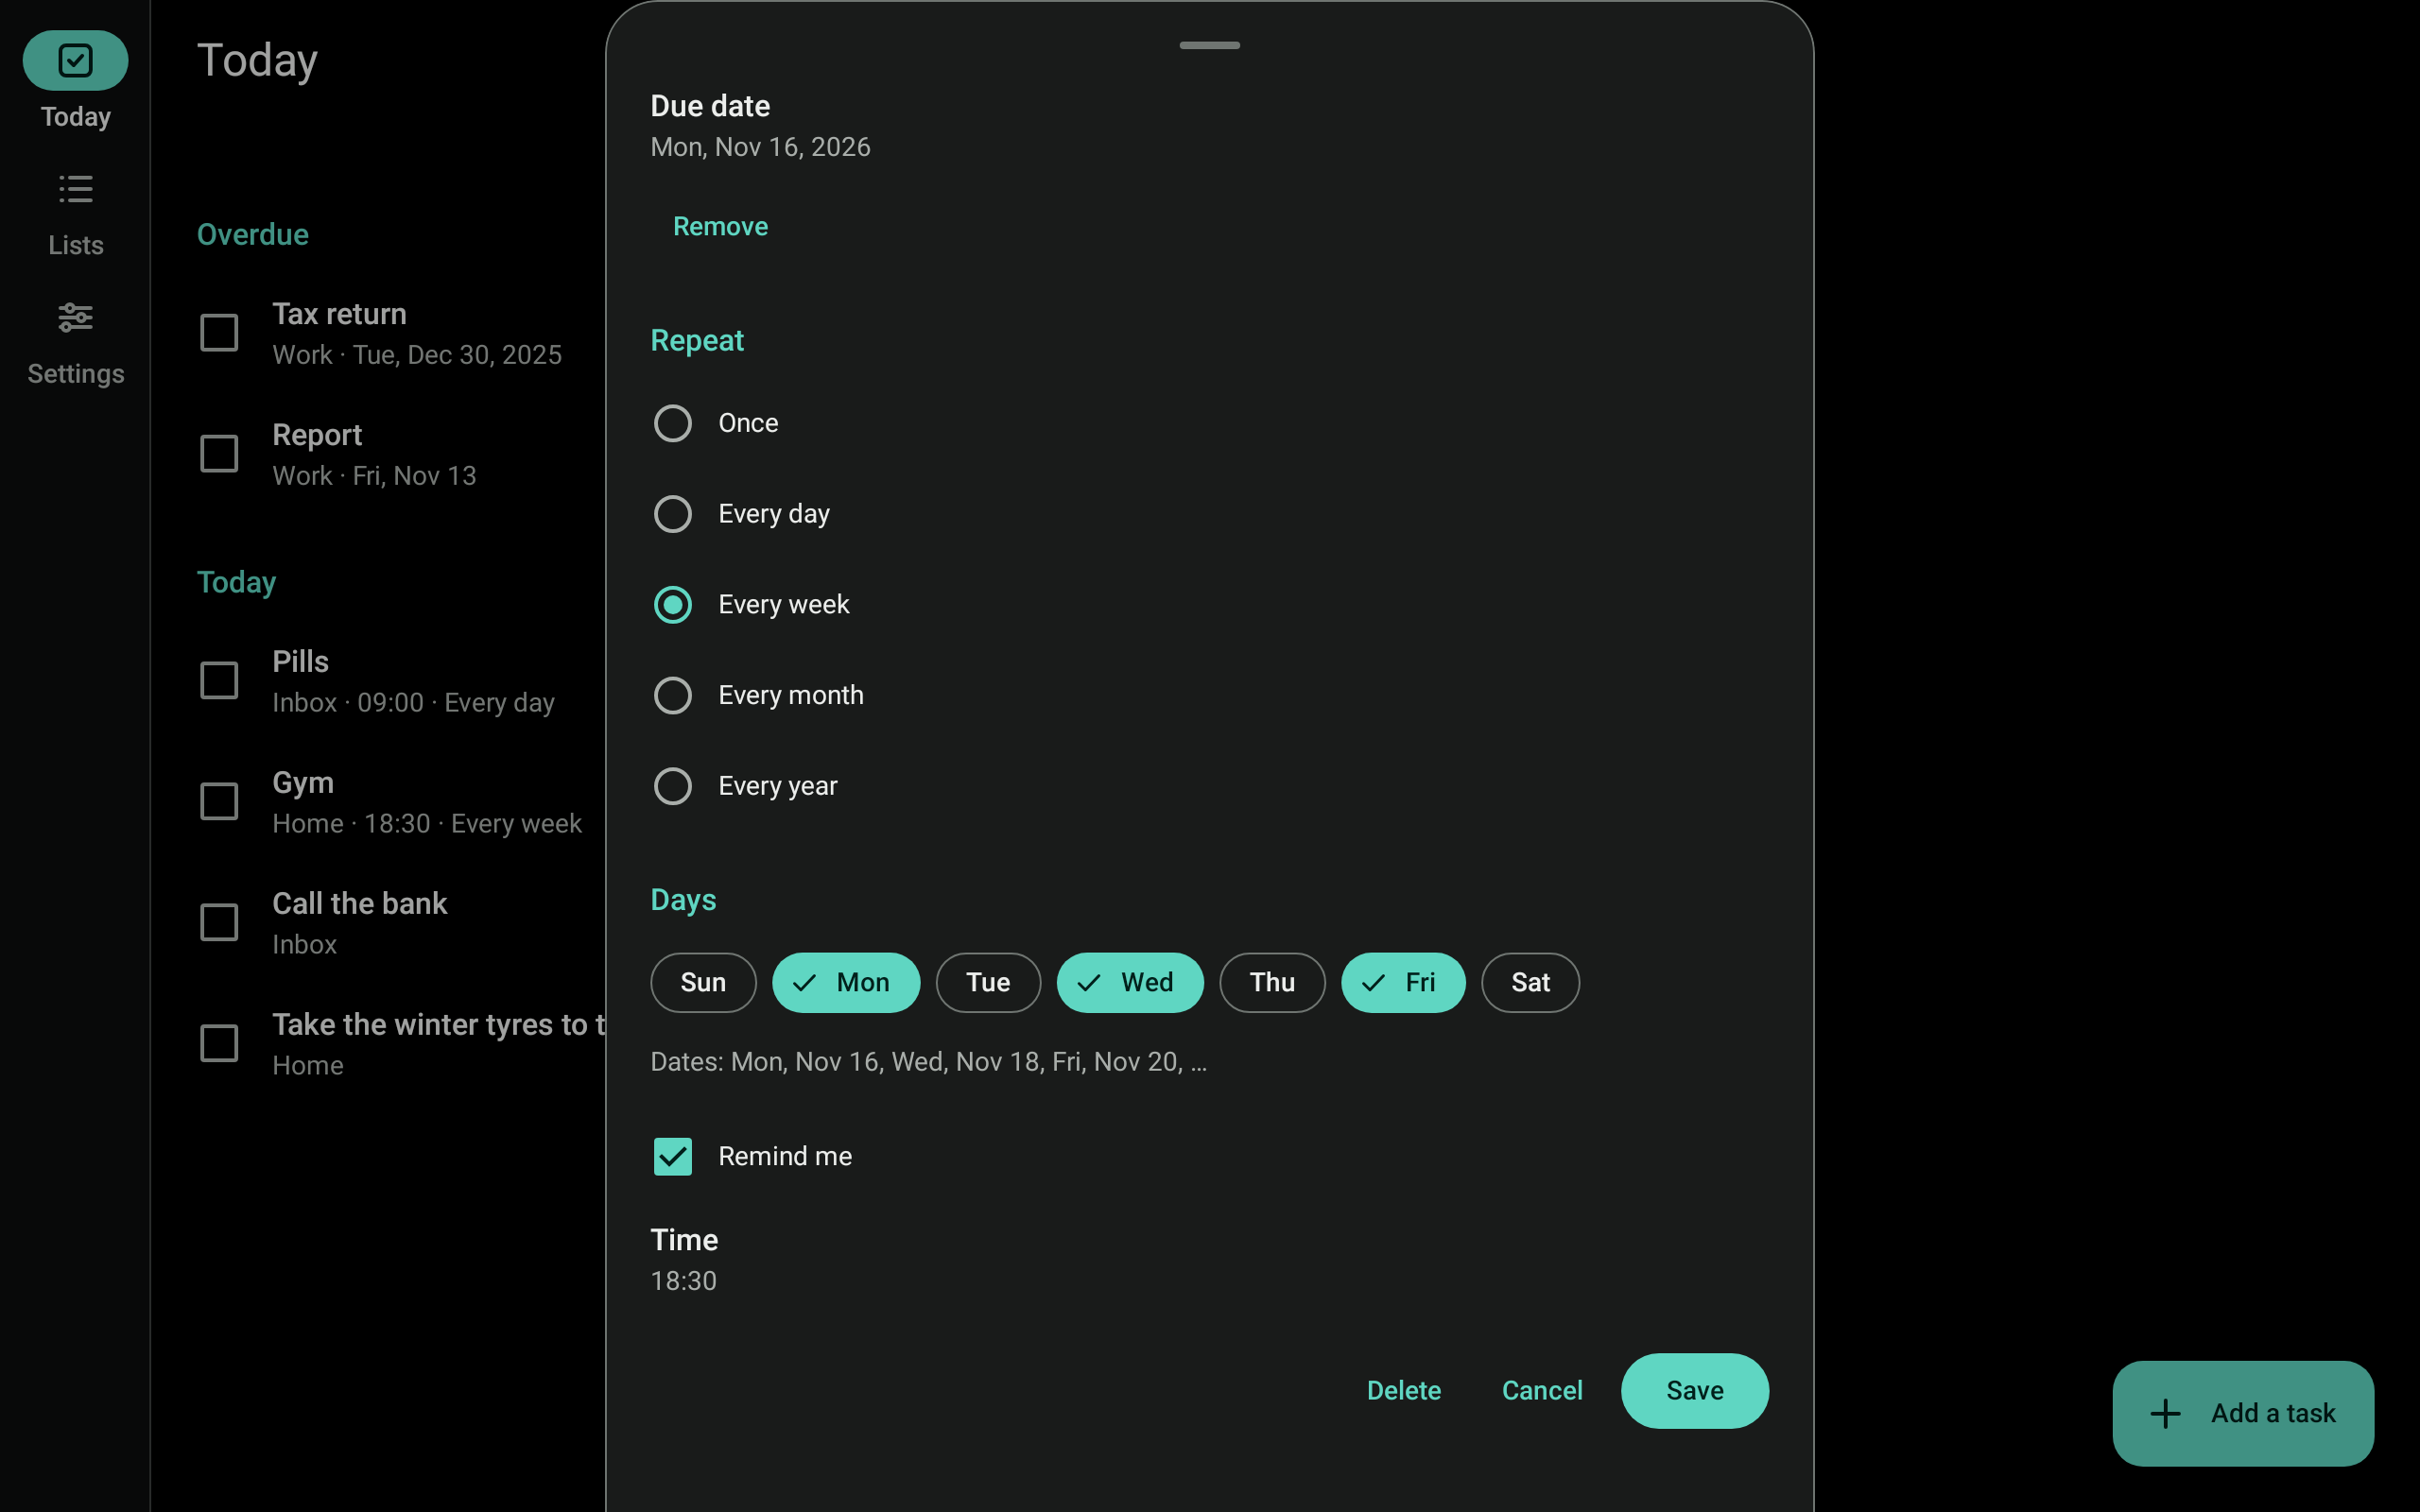 Today
Lists
Settings
Today
Overdue
Tax return
Work · Tue, Dec 30, 2025
Report
Work · Fri, Nov 13
Today
Pills
Inbox · 09:00 · Every day
Gym
Home · 18:30 · Every week
Call the bank
Inbox
Take the winter tyres to t
Home
Due date
Mon, Nov 16, 2026
Remove
Repeat
Once
Every day
Every week
Every month
Every year
Days
Sun Mon Tue Wed Thu Fri Sat
Dates: Mon, Nov 16, Wed, Nov 18, Fri, Nov 20, …
Remind me
Time
18:30
Delete Cancel Save
Add a task